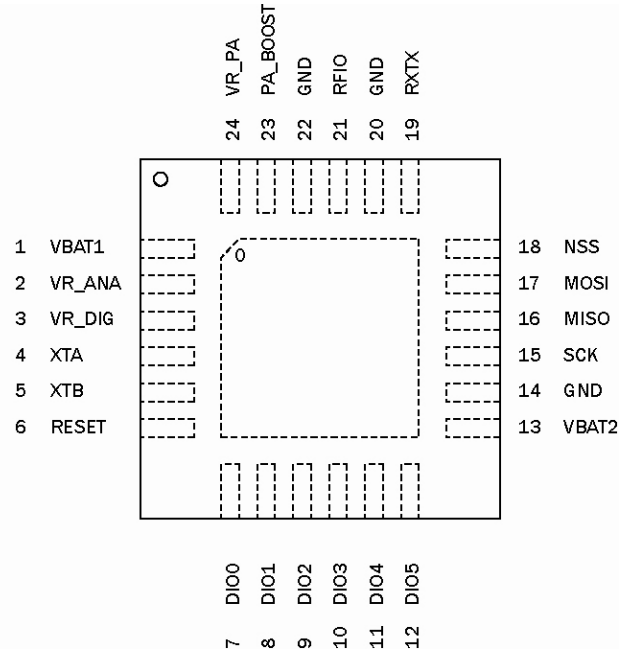 24 VR_PA
23 PA_BOOST
22 GND
21 RFIO
20 GND
19 RXTX
1 VBAT1
2 VR_ANA
3 VR_DIG
4 XTA
5 XTB
6 RESET
0
18 NSS
17 MOSI
16 MISO
15 SCK
14 GND
13 VBAT2
7 DIO0
8 DIO1
9 DIO2
10 DIO3
11 DIO4
12 DIO5